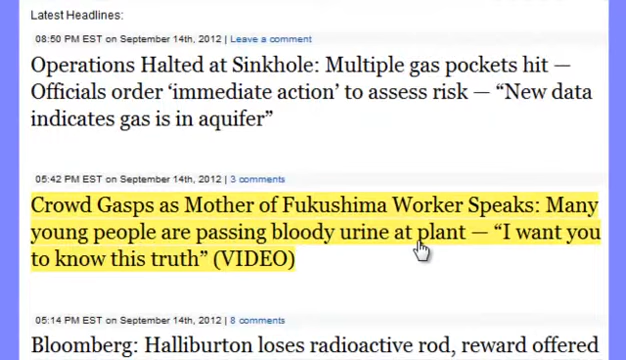 Latest Headlines:
08:50 PM EST on September 14th, 2012 | Leave a comment
Operations Halted at Sinkhole: Multiple gas pockets hit —
Officials order ‘immediate action’ to assess risk — “New data
indicates gas is in aquifer”
05:42 PM EST on September 14th, 2012 | 3 comments
Crowd Gasps as Mother of Fukushima Worker Speaks: Many
young people are passing bloody urine at plant — “I want you
to know this truth” (VIDEO)
05:14 PM EST on September 14th, 2012 | 8 comments
Bloomberg: Halliburton loses radioactive rod, reward offered